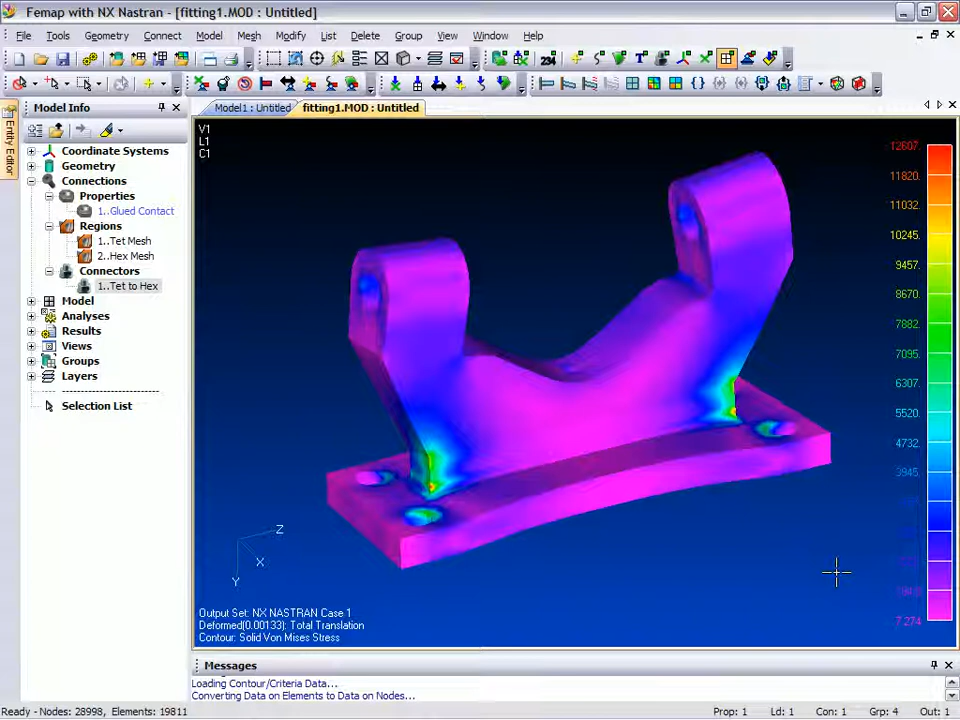 Femap with NX Nastran - [fitting1.MOD : Untitled]
File Tools Geometry Connect Model Mesh Modify List Delete Group View Window Help
234
Model Info
Model1 : Untitled
fitting1.MOD : Untitled
Entity Editor
Coordinate Systems
Geometry
Connections
Properties
1..Glued Contact
Regions
1..Tet Mesh
2..Hex Mesh
Connectors
1..Tet to Hex
Model
Analyses
Results
Views
Groups
Layers
Selection List
V1
L1
C1
12607.
11820.
11032.
10245.
9457.
8670.
7882.
7095.
6307.
5520.
4732.
3945.
7.274
Z
X
Y
Output Set: NX NASTRAN Case 1
Deformed(0.00133): Total Translation
Contour: Solid Von Mises Stress
Messages
Loading Contour/Criteria Data...
Converting Data on Elements to Data on Nodes...
Ready - Nodes: 28998, Elements: 19811
Prop: 1 Ld: 1 Con: 1 Grp: 4 Out: 1